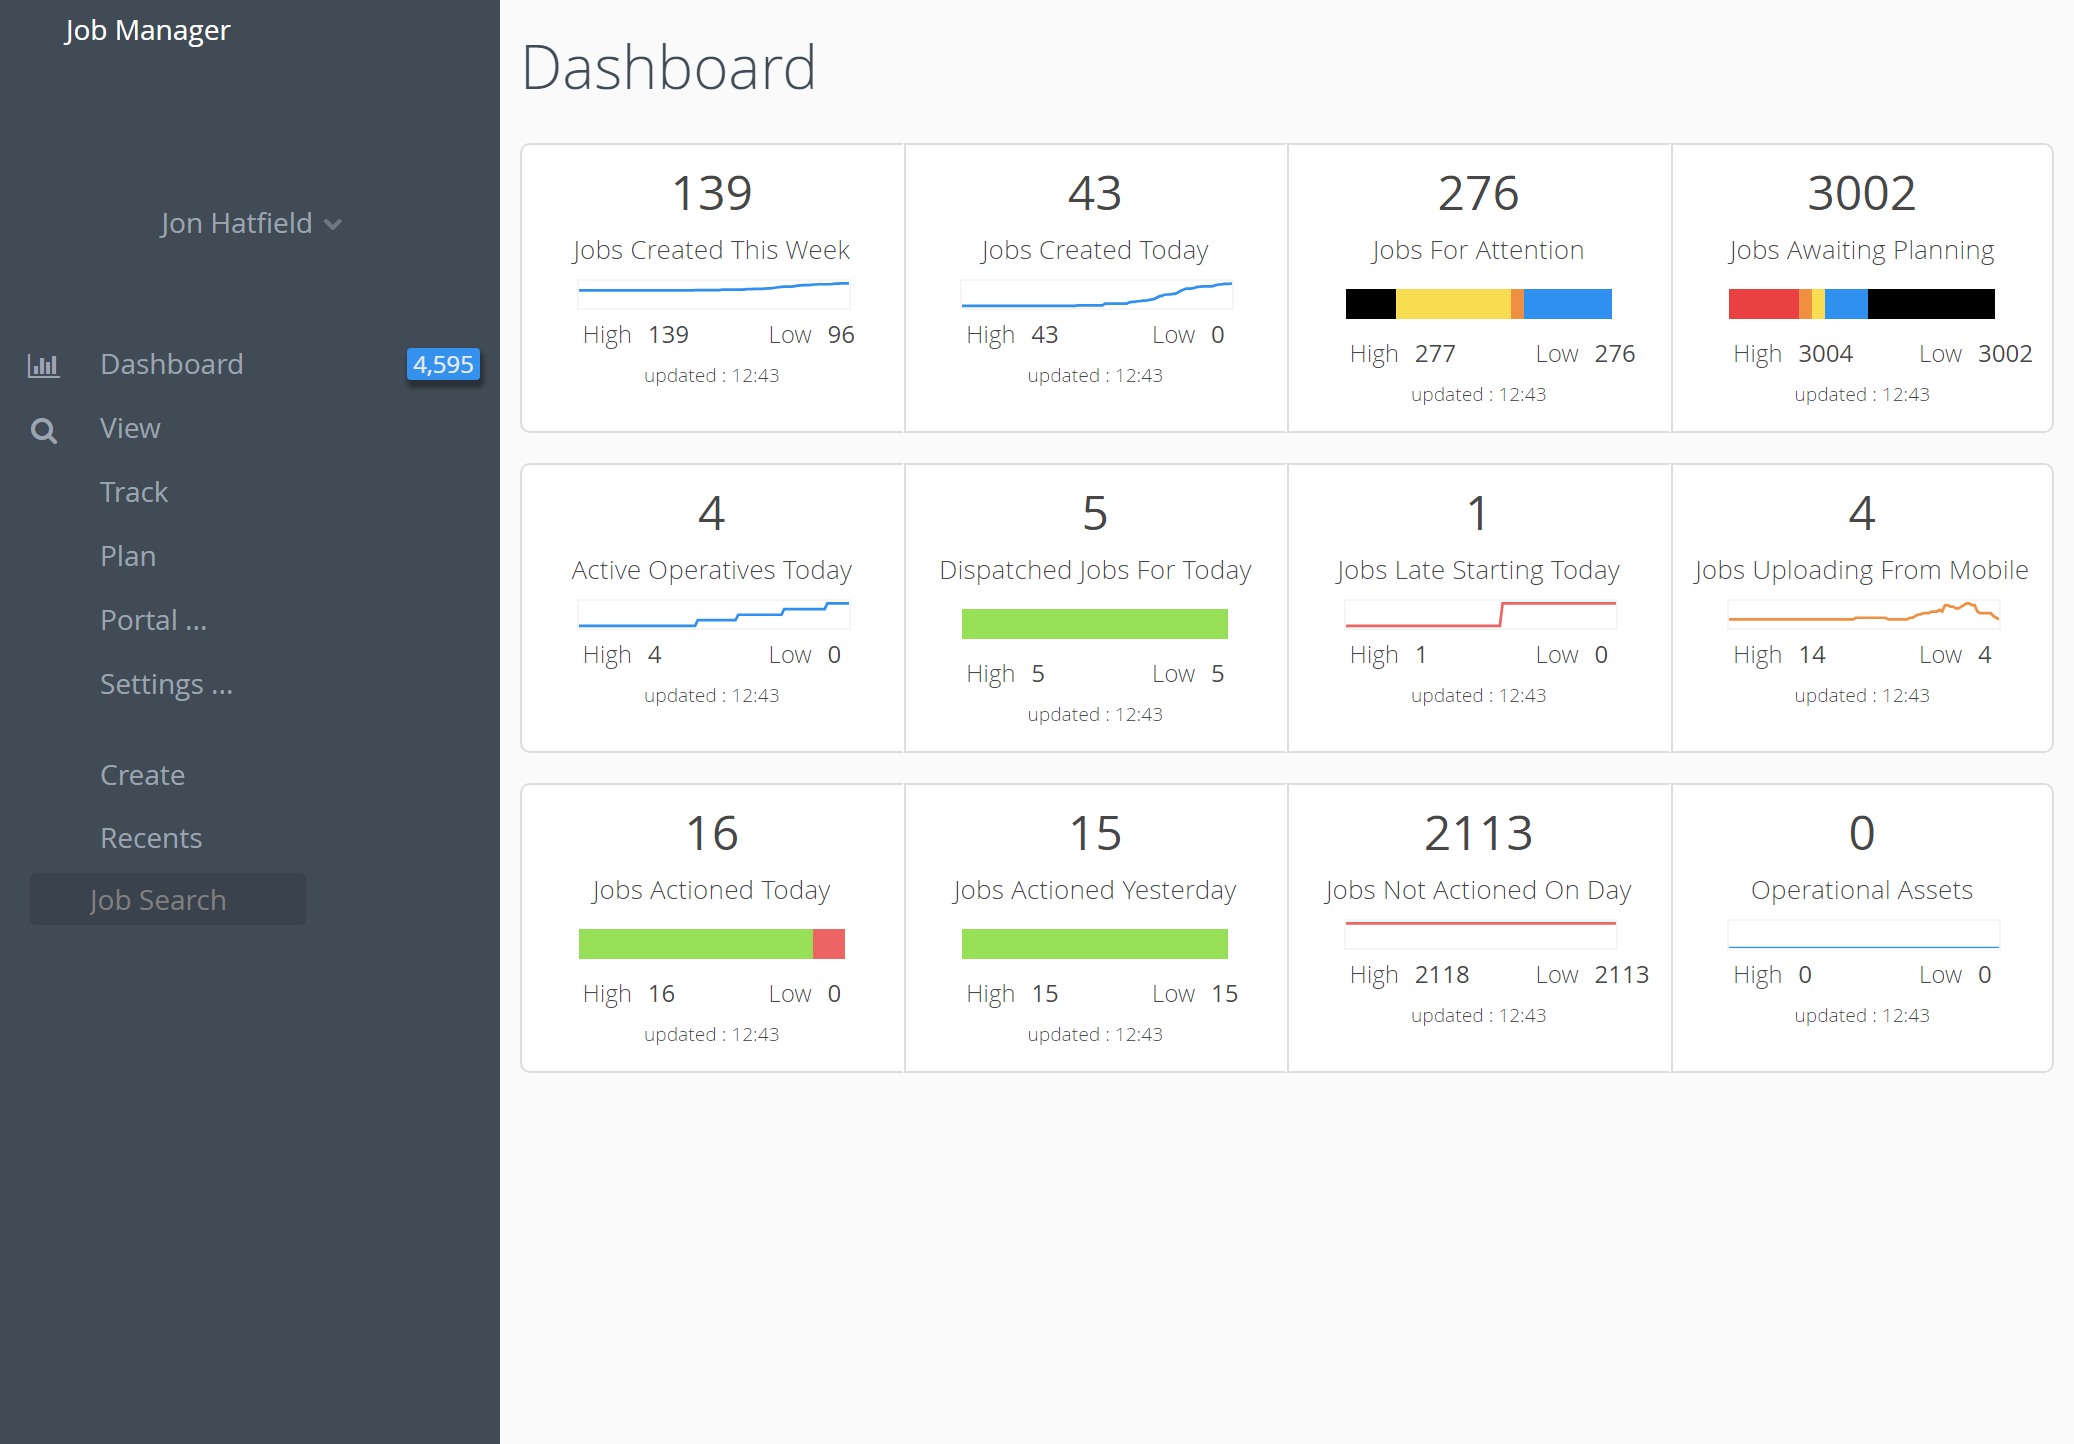 Job Manager
Jon Hatfield
Dashboard 4,595
View
Track
Plan
Portal ...
Settings ...
Create
Recents
Job Search
Dashboard
139
Jobs Created This Week
High 139 Low 96
updated : 12:43
43
Jobs Created Today
High 43 Low 0
updated : 12:43
276
Jobs For Attention
High 277 Low 276
updated : 12:43
3002
Jobs Awaiting Planning
High 3004 Low 3002
updated : 12:43
4
Active Operatives Today
High 4 Low 0
updated : 12:43
5
Dispatched Jobs For Today
High 5 Low 5
updated : 12:43
1
Jobs Late Starting Today
High 1 Low 0
updated : 12:43
4
Jobs Uploading From Mobile
High 14 Low 4
updated : 12:43
16
Jobs Actioned Today
High 16 Low 0
updated : 12:43
15
Jobs Actioned Yesterday
High 15 Low 15
updated : 12:43
2113
Jobs Not Actioned On Day
High 2118 Low 2113
updated : 12:43
0
Operational Assets
High 0 Low 0
updated : 12:43